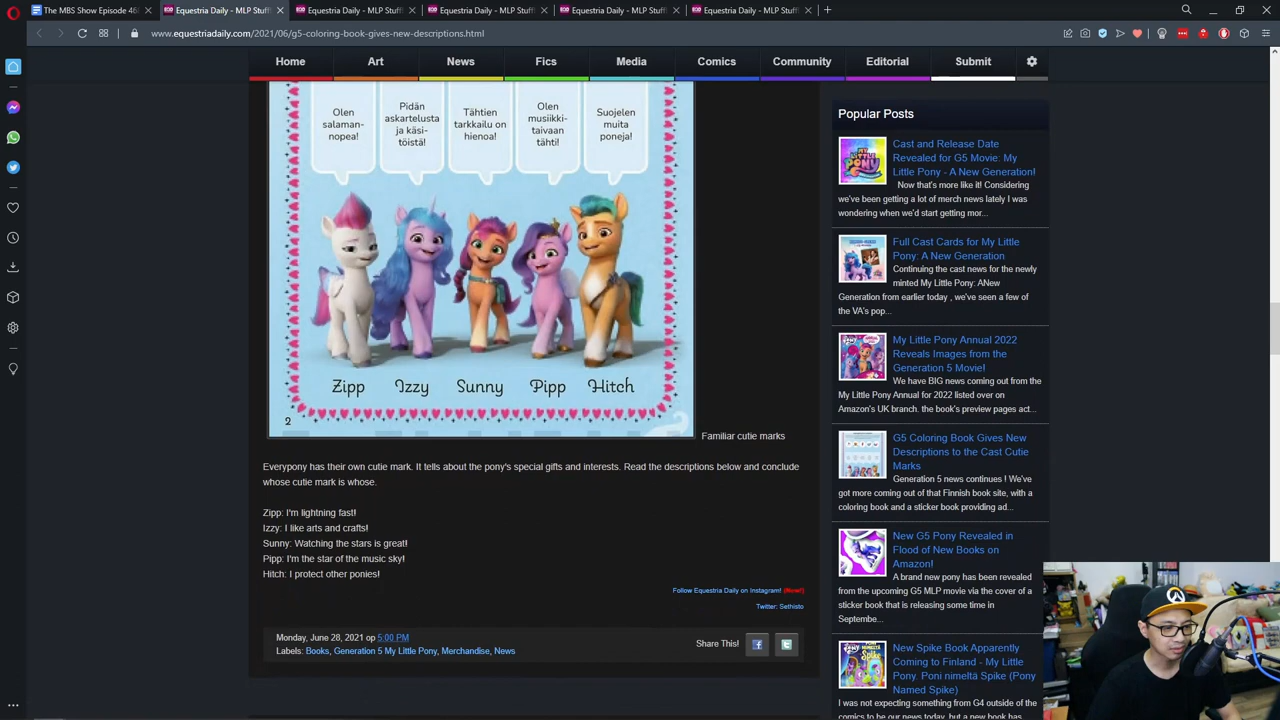 The MBS Show Episode 46
Equestria Daily - MLP Stuff
Equestria Daily - MLP Stuff
Equestria Daily - MLP Stuff
Equestria Daily - MLP Stuff
Equestria Daily - MLP Stuff
www.equestriadaily.com/2021/06/g5-coloring-book-gives-new-descriptions.html
Home
Art
News
Fics
Media
Comics
Community
Editorial
Submit
Olen
salaman-
nopea!
Pidän
askartelusta
ja käsi-
töistä!
Tähtien
tarkkailu on
hienoa!
Olen
musiikki-
taivaan
tähti!
Suojelen
muita
poneja!
Zipp
Izzy
Sunny
Pipp
Hitch
2
Familiar cutie marks
Everypony has their own cutie mark. It tells about the pony's special gifts and interests. Read the descriptions below and conclude
whose cutie mark is whose.
Zipp: I'm lightning fast!
Izzy: I like arts and crafts!
Sunny: Watching the stars is great!
Pipp: I'm the star of the music sky!
Hitch: I protect other ponies!
Follow Equestria Daily on Instagram! (New!)
Twitter: Sethisto
Monday, June 28, 2021 op 5:00 PM
Labels: Books, Generation 5 My Little Pony, Merchandise, News
Share This!
Popular Posts
Cast and Release Date
Revealed for G5 Movie: My
Little Pony - A New Generation!
Now that's more like it! Considering
we've been getting a lot of merch news lately I was
wondering when we'd start getting mor...
Full Cast Cards for My Little
Pony: A New Generation
Continuing the cast news for the newly
minted My Little Pony: ANew
Generation from earlier today , we've seen a few of
the VA's pop...
My Little Pony Annual 2022
Reveals Images from the
Generation 5 Movie!
We have BIG news coming out from the
My Little Pony Annual for 2022 listed over on
Amazon's UK branch. the book's preview pages act...
G5 Coloring Book Gives New
Descriptions to the Cast Cutie
Marks
Generation 5 news continues ! We've
got more coming out of that Finnish book site, with a
coloring book and a sticker book providing ad...
New G5 Pony Revealed in
Flood of New Books on
Amazon!
A brand new pony has been revealed
from the upcoming G5 MLP movie via the cover of a
sticker book that is releasing some time in
Septembe...
New Spike Book Apparently
Coming to Finland - My Little
Pony. Poni nimeltä Spike (Pony
Named Spike)
I was not expecting something from
G4 outside of the
comics to be our news today, but a new book has